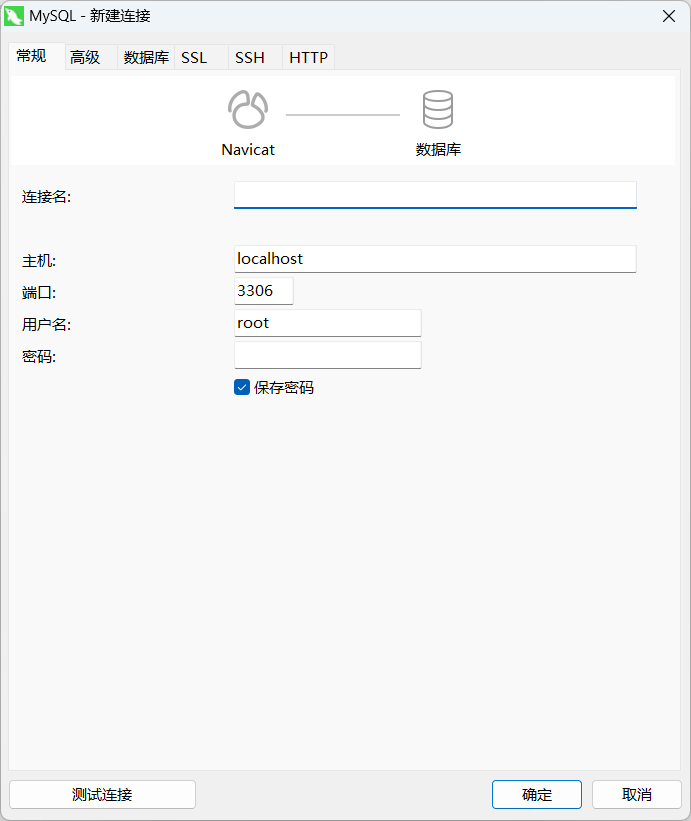 MySQL - 新建连接
常规 高级 数据库 SSL SSH HTTP
Navicat 数据库
连接名:
主机: localhost
端口: 3306
用户名: root
密码:
保存密码
测试连接 确定 取消